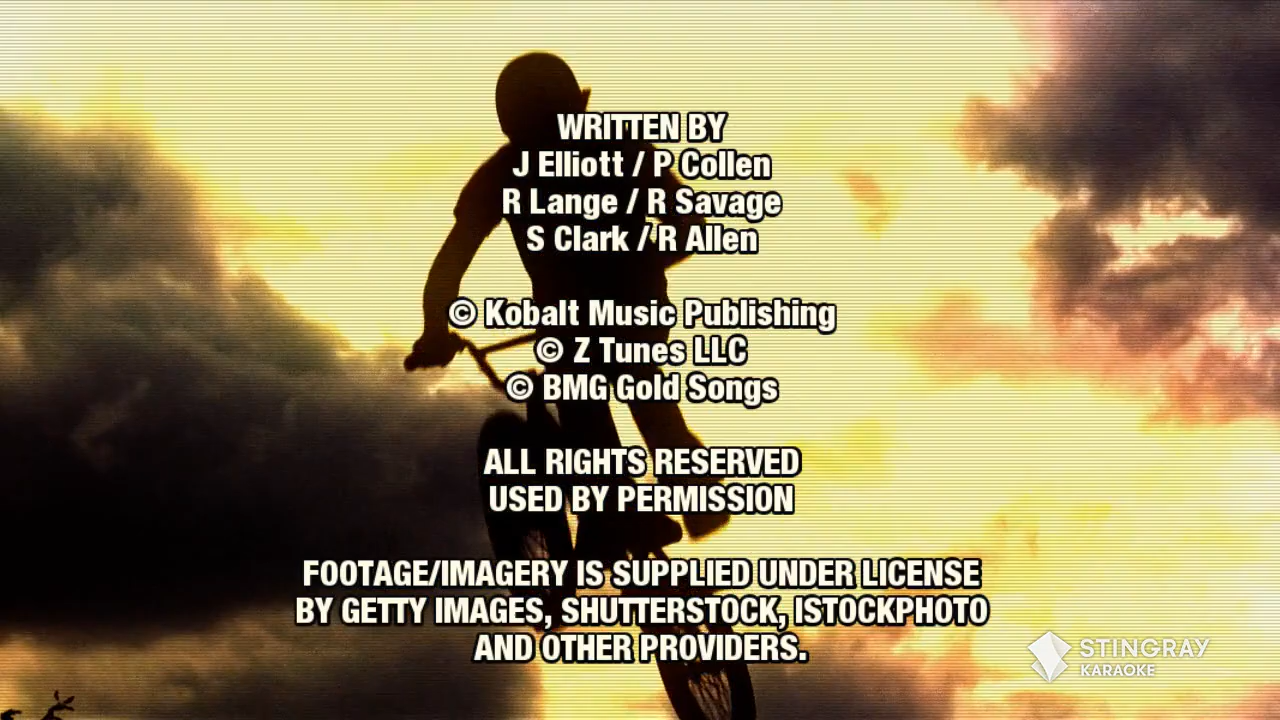 WRITTEN BY
J Elliott / P Collen
R Lange / R Savage
S Clark / R Allen
© Kobalt Music Publishing
© Z Tunes LLC
© BMG Gold Songs
ALL RIGHTS RESERVED
USED BY PERMISSION
FOOTAGE/IMAGERY IS SUPPLIED UNDER LICENSE
BY GETTY IMAGES, SHUTTERSTOCK, ISTOCKPHOTO
AND OTHER PROVIDERS.
STINGRAY
KARAOKE